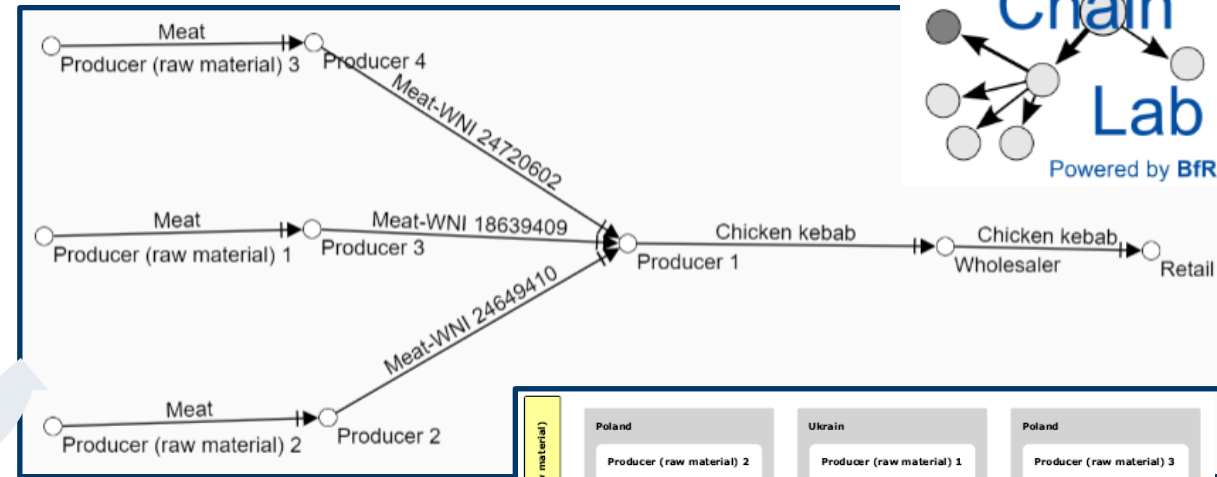 Chain
Lab
Powered by BfR
Meat
Producer (raw material) 3
Producer 4
Meat-WNI 24720602
Meat
Producer (raw material) 1
Meat-WNI 18639409
Producer 3
Chicken kebab
Producer 1
Chicken kebab
Wholesaler
Retail
Meat-WNI 24649410
Meat
Producer (raw material) 2
Producer 2
material)
Poland
Ukrain
Poland
Producer (raw material) 2
Producer (raw material) 1
Producer (raw material) 3